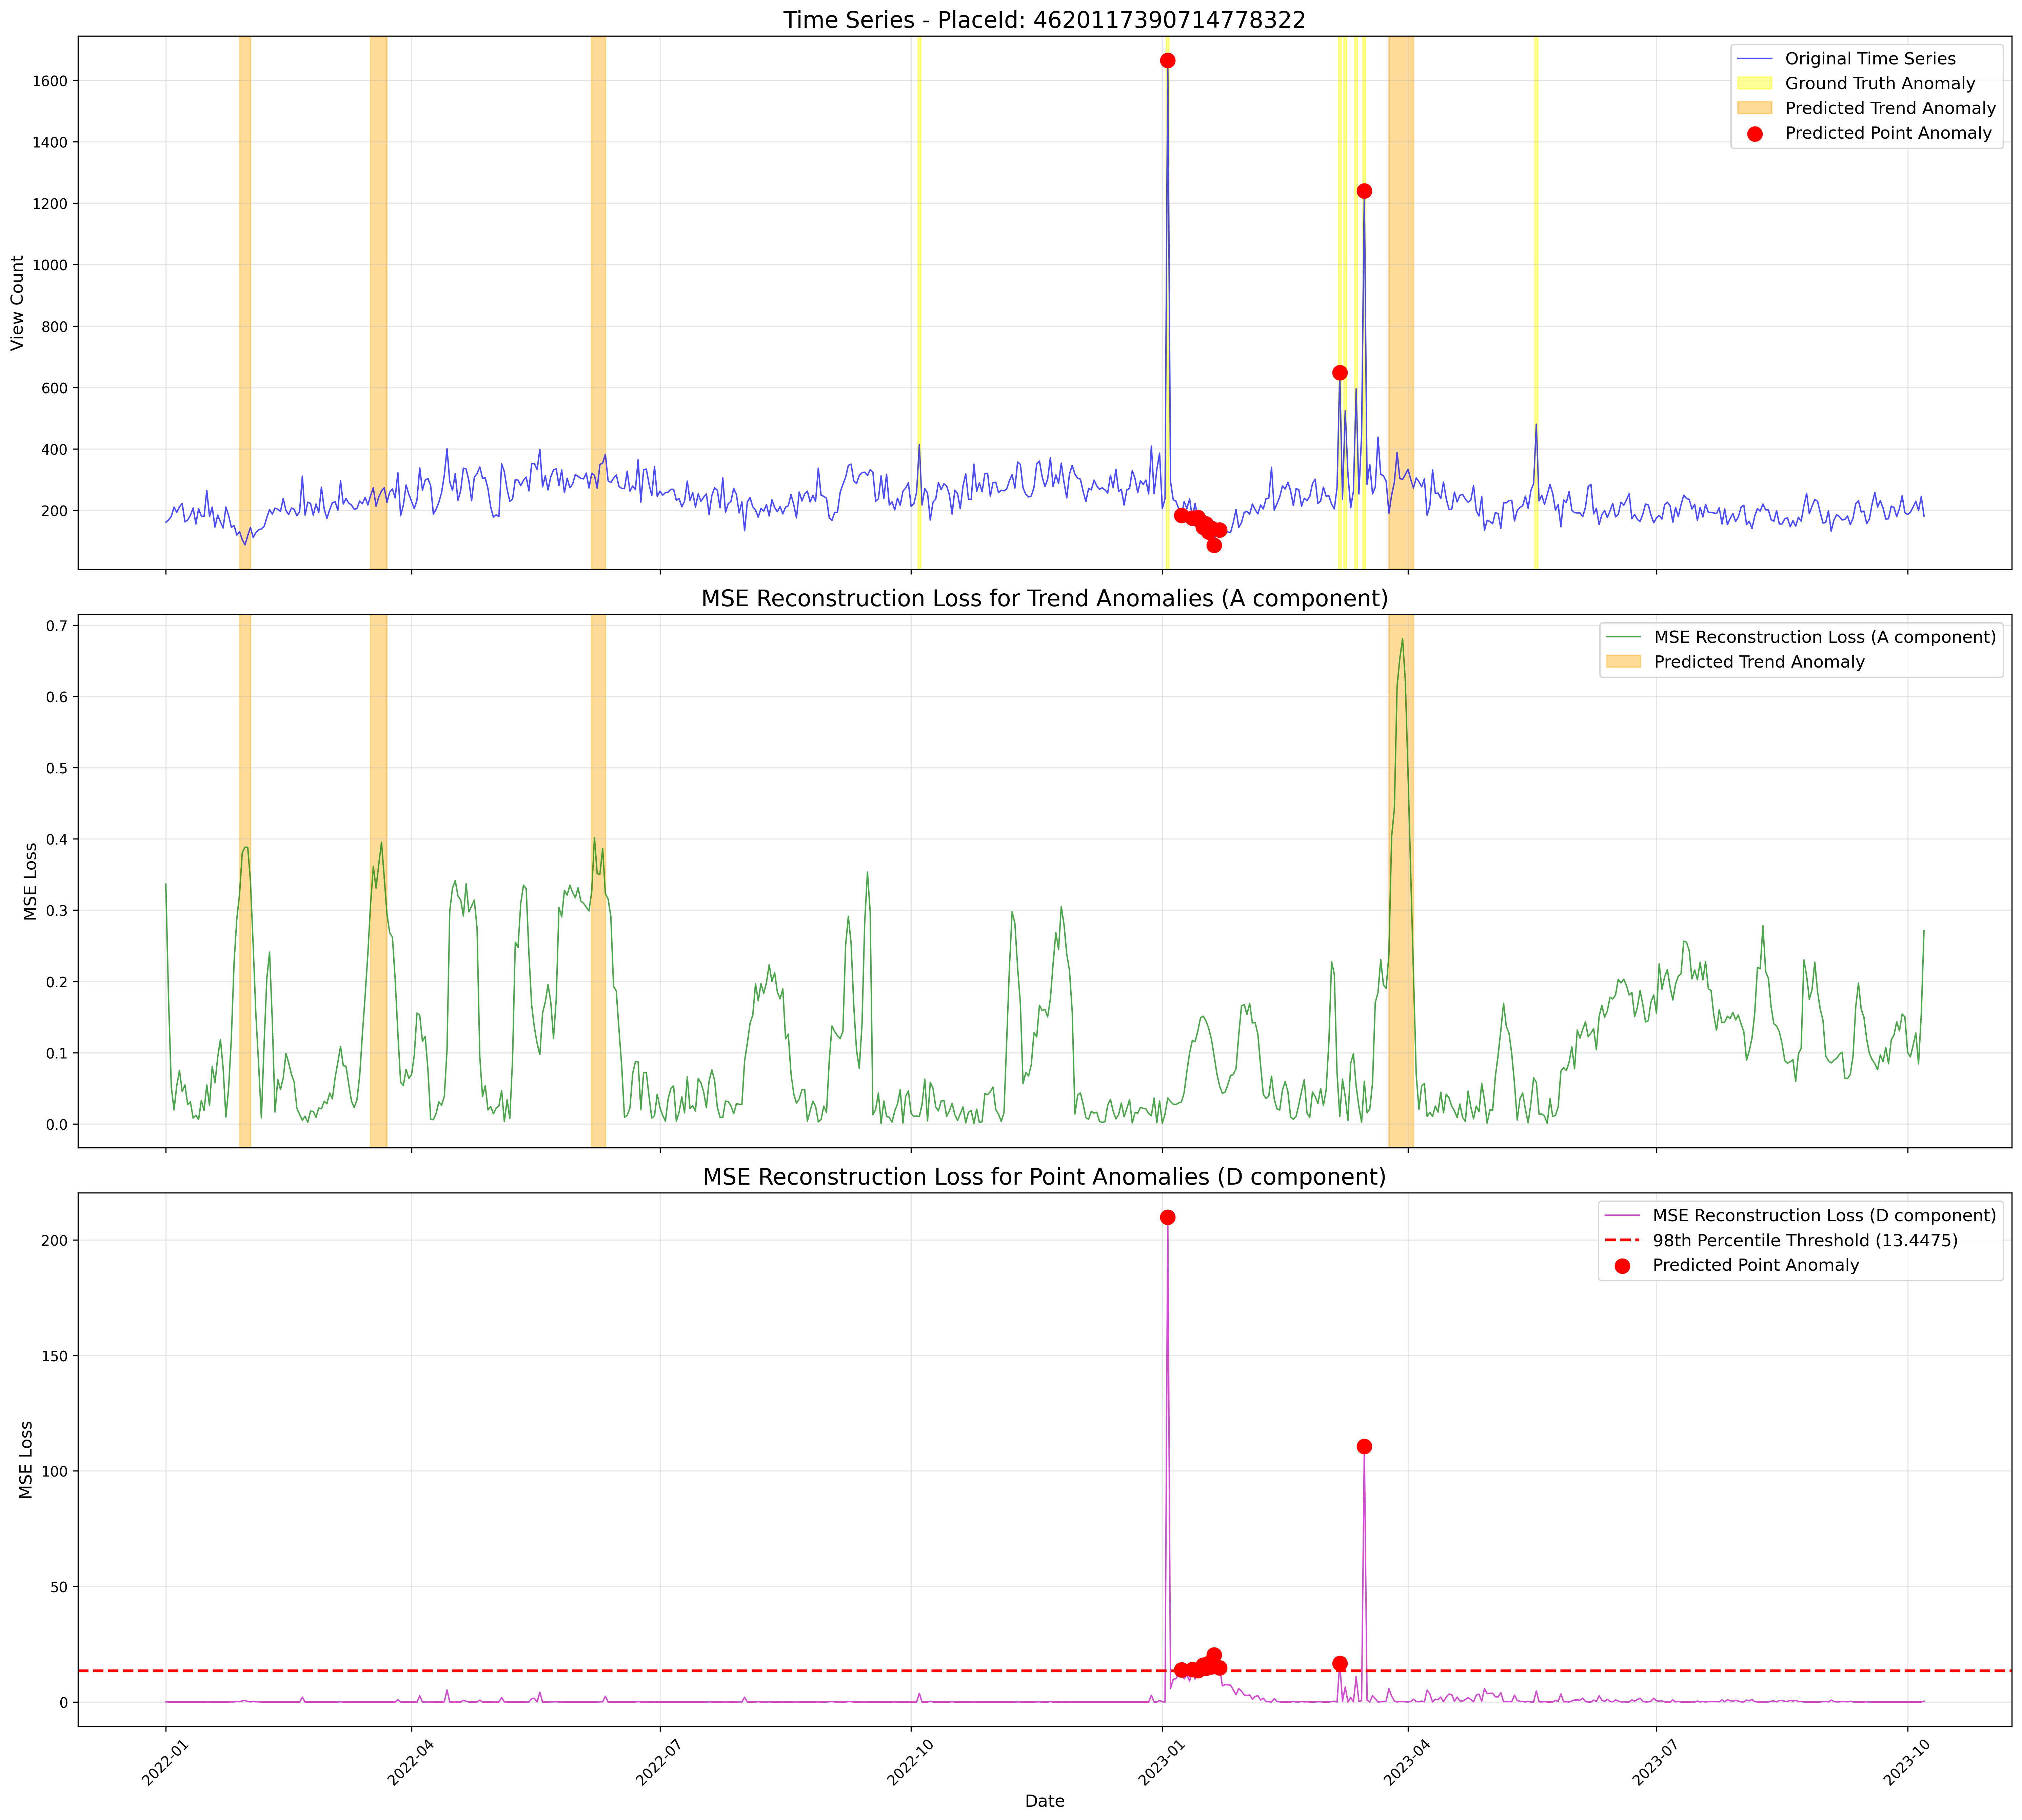 Time Series - PlaceId: 4620117390714778322
Original Time Series
Ground Truth Anomaly
Predicted Trend Anomaly
Predicted Point Anomaly
View Count
1600
1400
1200
1000
800
600
400
200
MSE Reconstruction Loss for Trend Anomalies (A component)
MSE Reconstruction Loss (A component)
Predicted Trend Anomaly
MSE Loss
0.7
0.6
0.5
0.4
0.3
0.2
0.1
0.0
MSE Reconstruction Loss for Point Anomalies (D component)
MSE Reconstruction Loss (D component)
98th Percentile Threshold (13.4475)
Predicted Point Anomaly
MSE Loss
200
150
100
50
0
2022-01
2022-04
2022-07
2022-10
2023-01
2023-04
2023-07
2023-10
Date